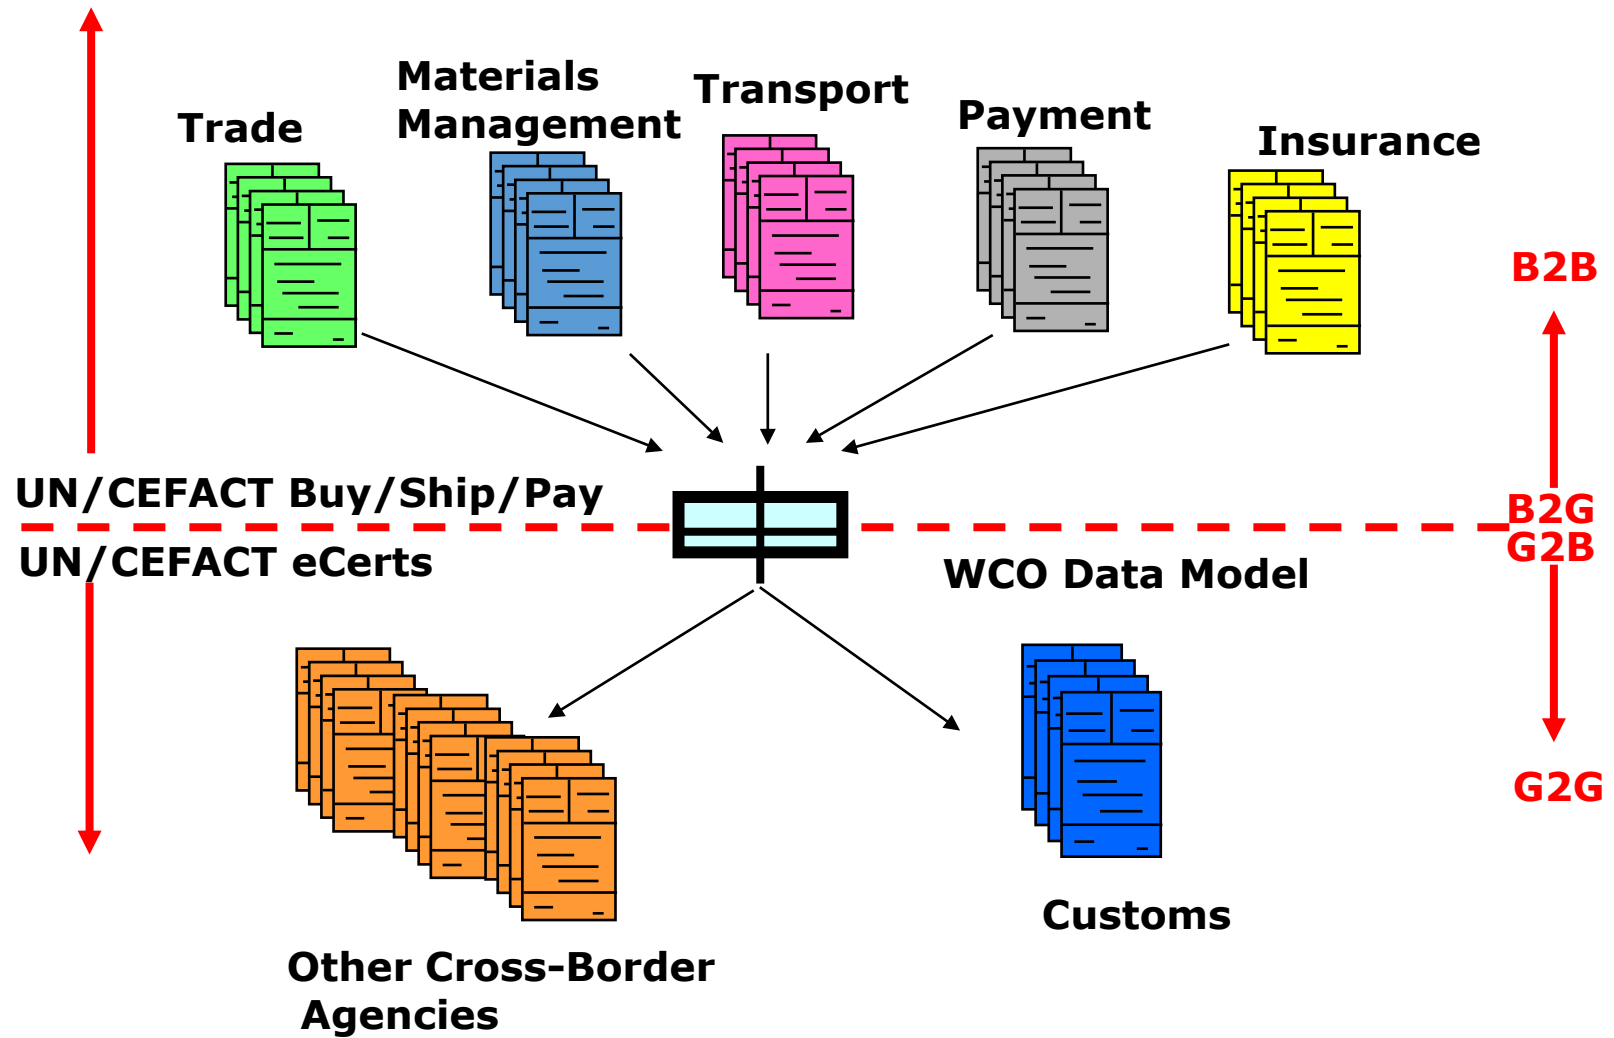 Trade
Materials
Management
Transport
Payment
Insurance
B2B
UN/CEFACT Buy/Ship/Pay
B2G
UN/CEFACT eCerts
G2B
WCO Data Model
G2G
Customs
Other Cross-Border
Agencies